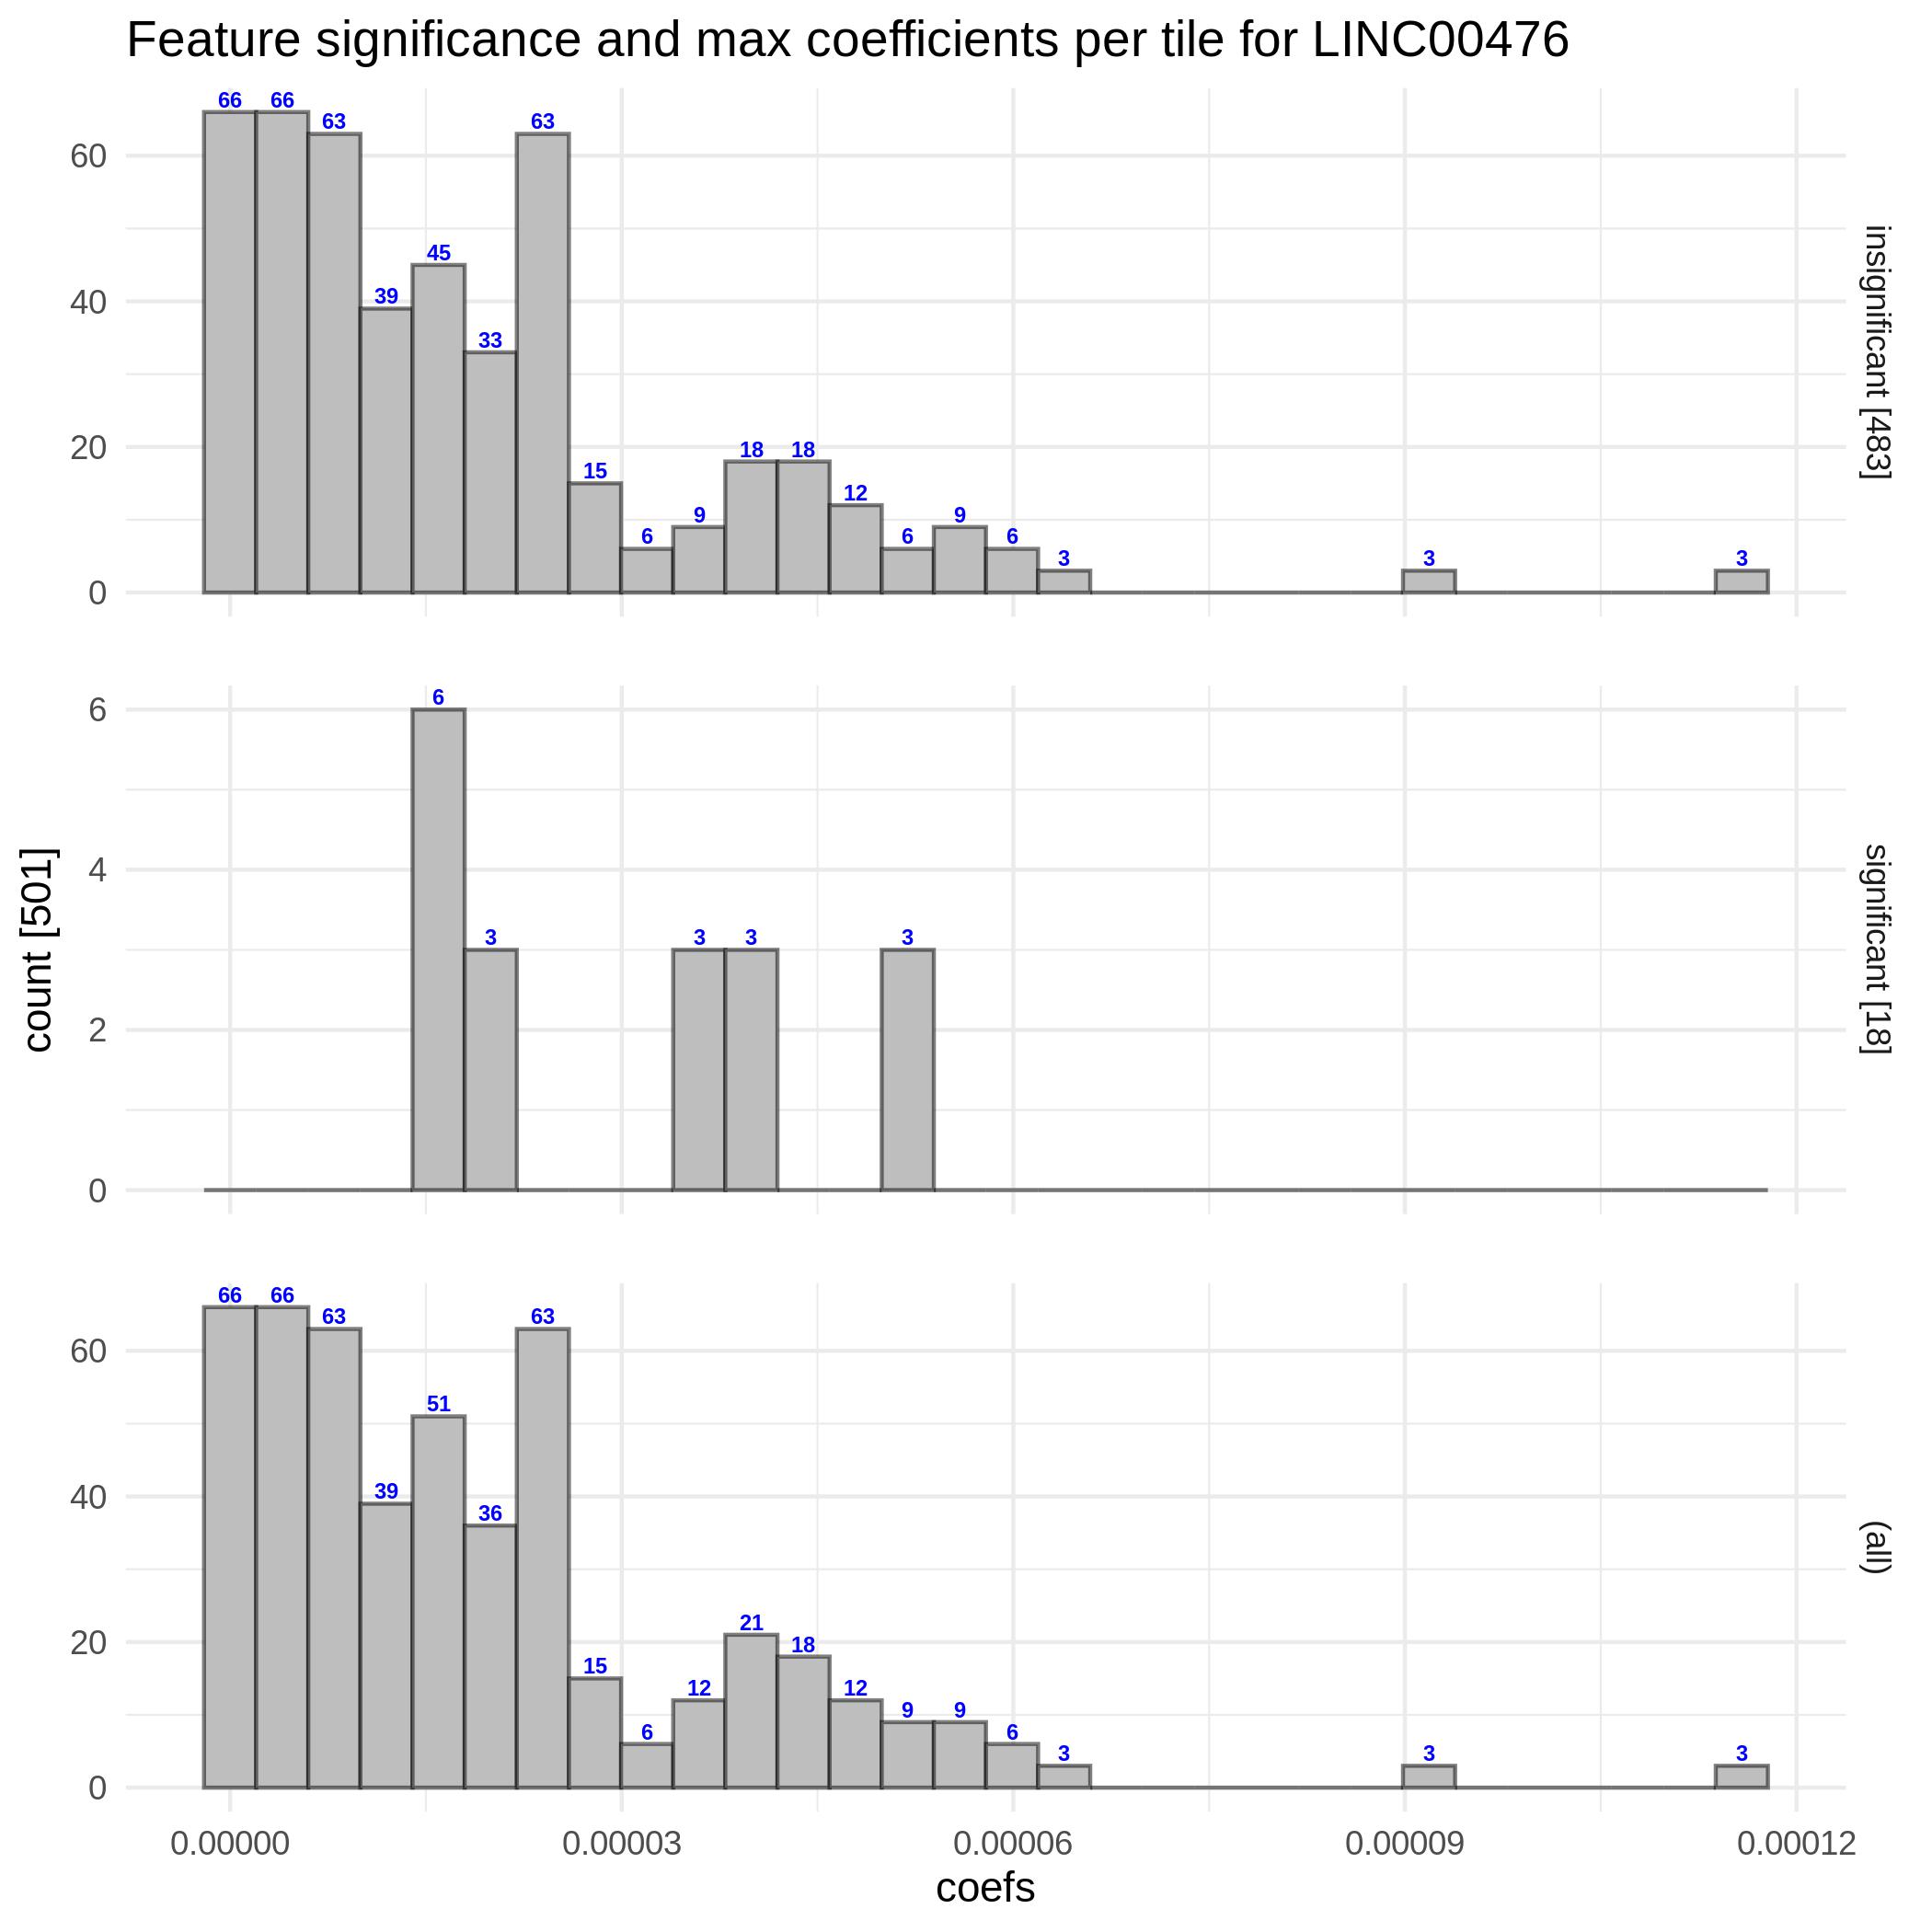 Feature significance and max coefficients per tile for LINC00476
66 66 63 39 45 33 63 15 6 9 18 18 12 6 9 6 3 3 3
60
40
20
0
insignificant [483]
6 3 3 3 3
6
4
2
0
significant [18]
count [501]
66 66 63 39 51 36 63 15 6 12 21 18 12 9 9 6 3 3 3
60
40
20
0
(all)
0.00000 0.00003 0.00006 0.00009 0.00012
coefs